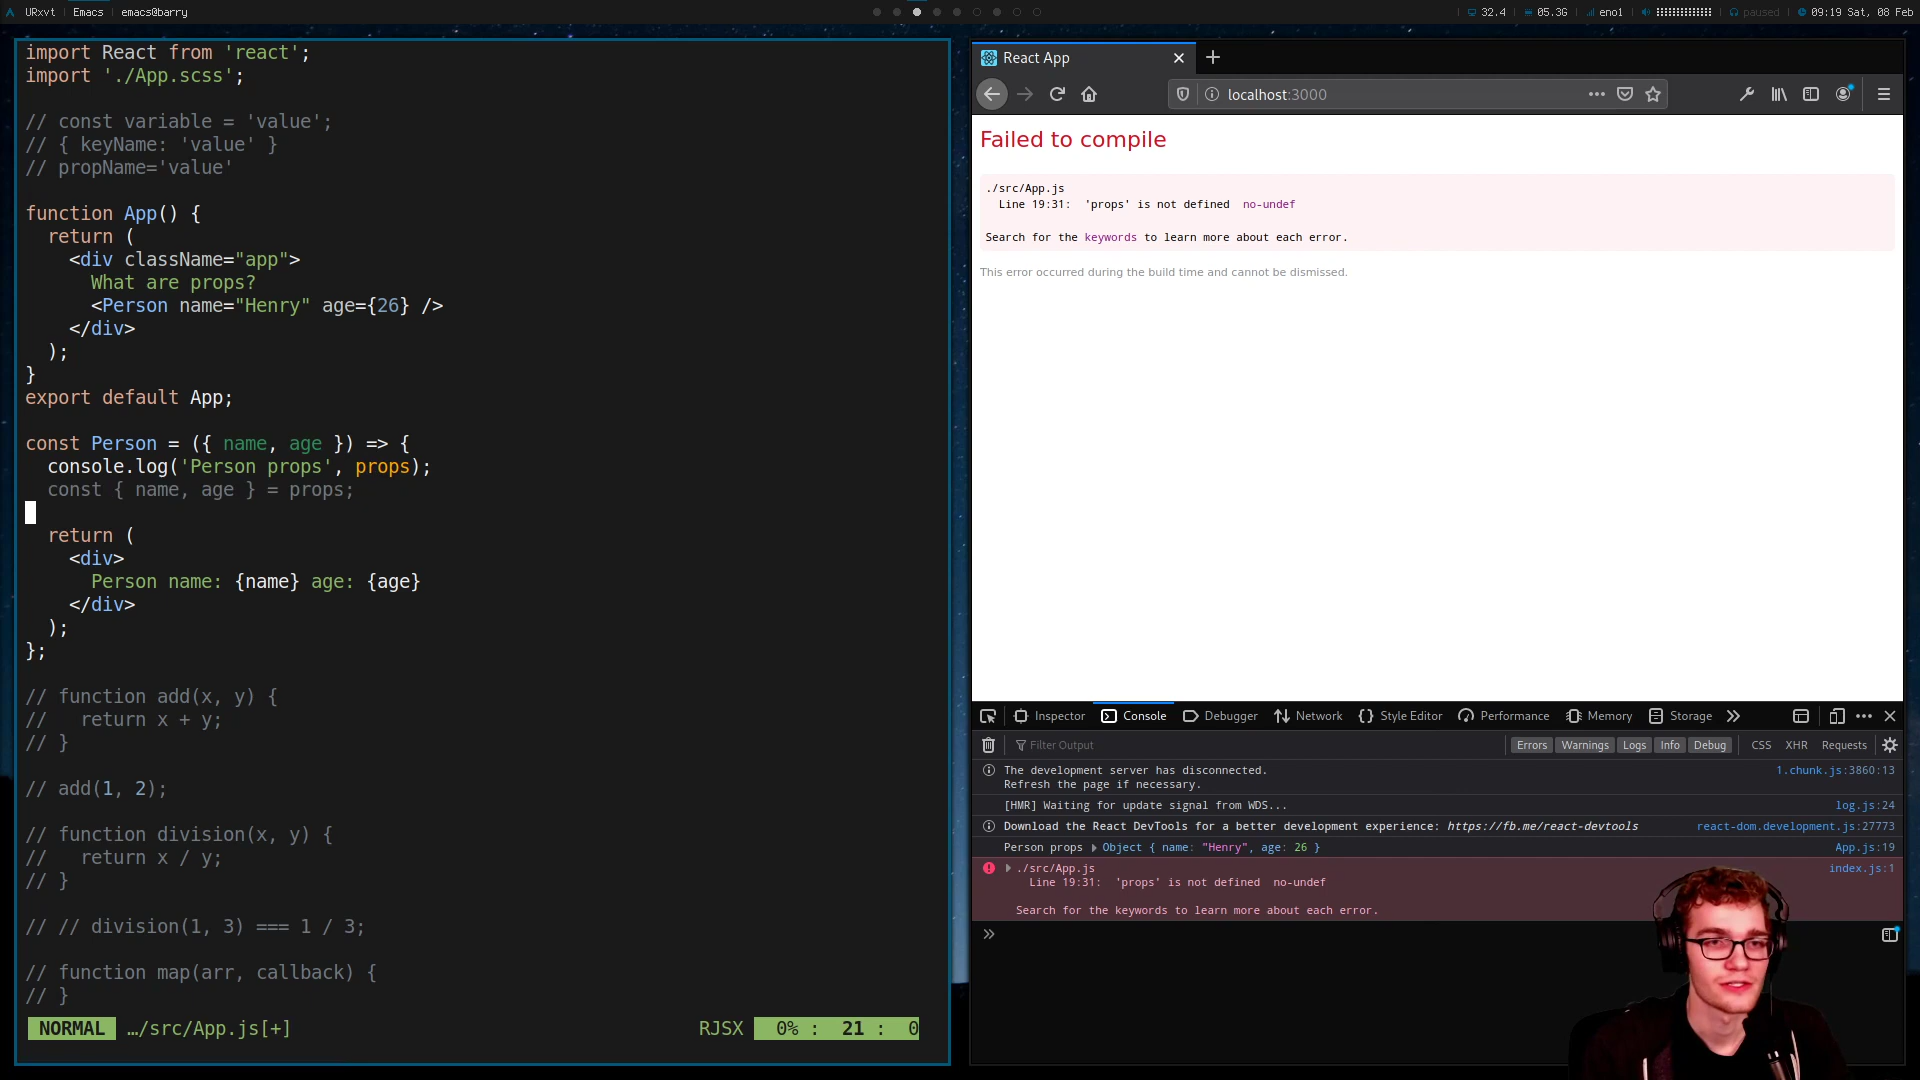 URxvt Emacs emacs@barry
32.4 05.3G eno1 paused 09:19 Sat, 08 Feb
import React from 'react';
import './App.scss';
// const variable = 'value';
// { keyName: 'value' }
// propName='value'
function App() {
return (
<div className="app">
What are props?
<Person name="Henry" age={26} />
</div>
);
}
export default App;
const Person = ({ name, age }) => {
console.log('Person props', props);
const { name, age } = props;
return (
<div>
Person name: {name} age: {age}
</div>
);
};
// function add(x, y) {
//   return x + y;
// }
// add(1, 2);
// function division(x, y) {
//   return x / y;
// }
// // division(1, 3) === 1 / 3;
// function map(arr, callback) {
// }
NORMAL …/src/App.js[+] RJSX 0% : 21 : 0
React App
localhost:3000
Failed to compile
./src/App.js
Line 19:31:  'props' is not defined  no-undef
Search for the keywords to learn more about each error.
This error occurred during the build time and cannot be dismissed.
Inspector Console Debugger Network Style Editor Performance Memory Storage
Filter Output Errors Warnings Logs Info Debug CSS XHR Requests
The development server has disconnected. 1.chunk.js:3860:13
Refresh the page if necessary.
[HMR] Waiting for update signal from WDS... log.js:24
Download the React DevTools for a better development experience: https://fb.me/react-devtools react-dom.development.js:27773
Person props Object { name: "Henry", age: 26 } App.js:19
./src/App.js index.js:1
Line 19:31:  'props' is not defined  no-undef
Search for the keywords to learn more about each error.